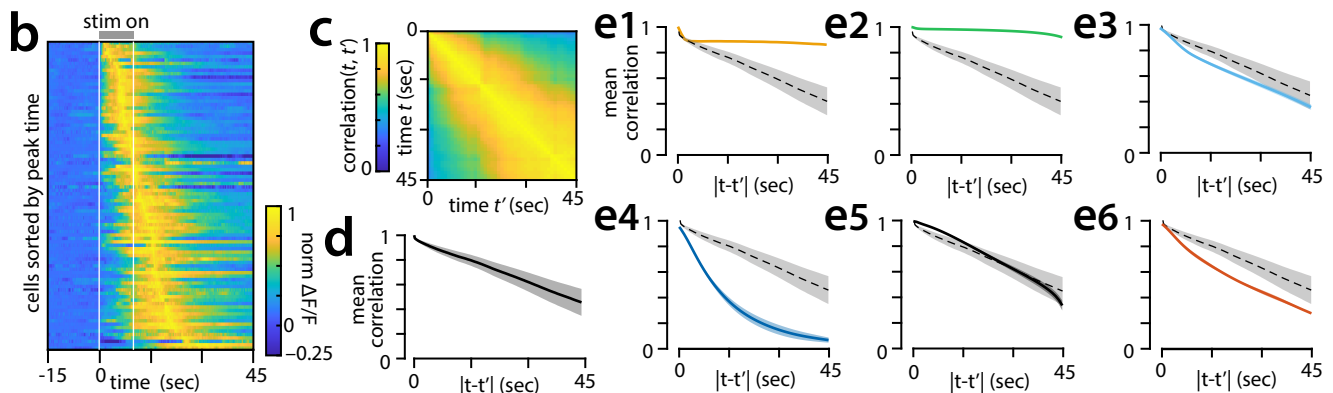 b
stim on
cells sorted by peak time
-15
0
time (sec)
45
1
0
−0.25
norm ΔF/F
c
1
0
correlation(t, t′)
0
45
time t (sec)
0
45
time t′ (sec)
d
1
0
mean
correlation
0
45
|t-t′| (sec)
e1
1
0
mean
correlation
0
45
|t-t′| (sec)
e2
1
0
0
45
|t-t′| (sec)
e3
1
0
0
45
|t-t′| (sec)
e4
1
0
0
45
|t-t′| (sec)
e5
1
0
0
45
|t-t′| (sec)
e6
1
0
0
45
|t-t′| (sec)